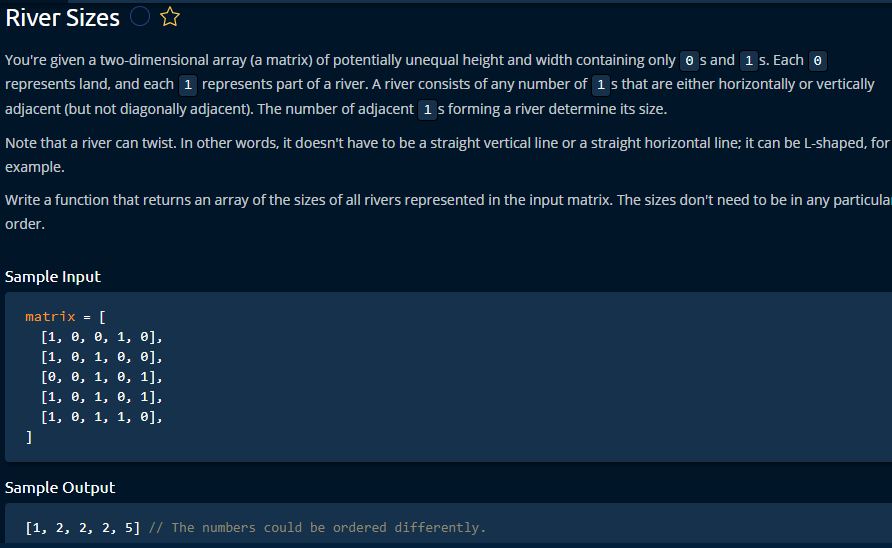 River Sizes
You're given a two-dimensional array (a matrix) of potentially unequal height and width containing only 0 s and 1 s. Each 0
represents land, and each 1 represents part of a river. A river consists of any number of 1 s that are either horizontally or vertically
adjacent (but not diagonally adjacent). The number of adjacent 1 s forming a river determine its size.
Note that a river can twist. In other words, it doesn't have to be a straight vertical line or a straight horizontal line; it can be L-shaped, for
example.
Write a function that returns an array of the sizes of all rivers represented in the input matrix. The sizes don't need to be in any particula
order.
Sample Input
matrix = [
[1, 0, 0, 1, 0],
[1, 0, 1, 0, 0],
[0, 0, 1, 0, 1],
[1, 0, 1, 0, 1],
[1, 0, 1, 1, 0],
]
Sample Output
[1, 2, 2, 2, 5] // The numbers could be ordered differently.